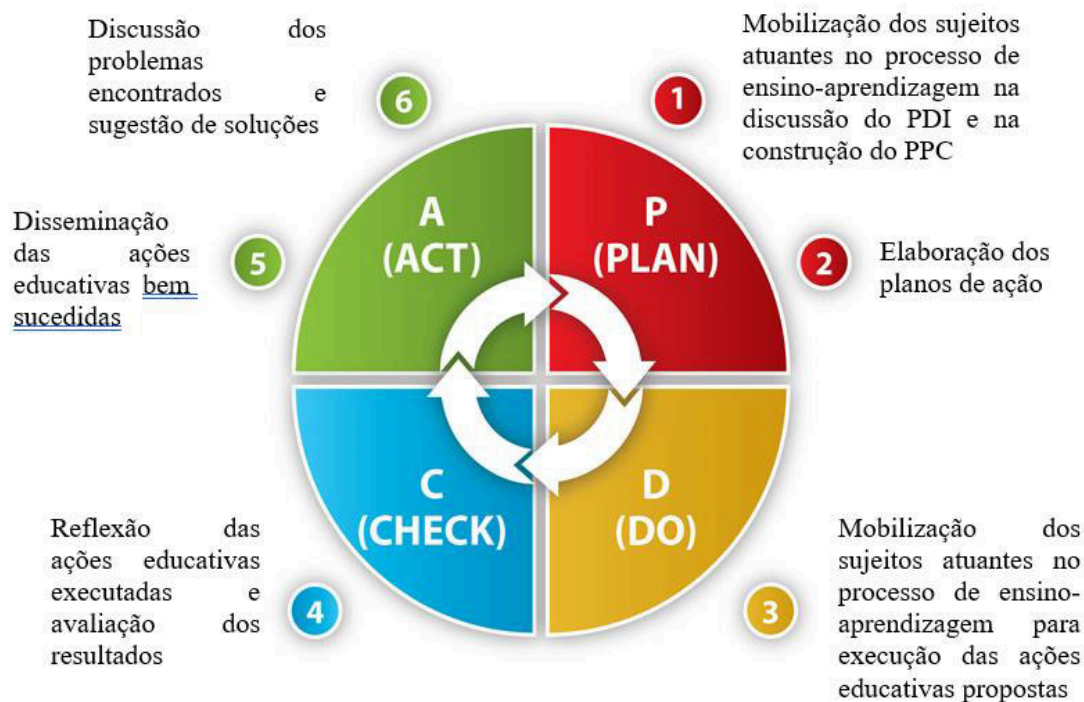 Discussão dos
problemas
encontrados e
sugestão de soluções
6
1
Mobilização dos sujeitos
atuantes no processo de
ensino-aprendizagem na
discussão do PDI e na
construção do PPC
A
(ACT)
P
(PLAN)
Disseminação
das ações
educativas bem
sucedidas
5
2
Elaboração dos
planos de ação
C
(CHECK)
D
(DO)
Reflexão das
ações educativas
executadas e
avaliação dos
resultados
4
3
Mobilização dos
sujeitos atuantes no
processo de ensino-
aprendizagem para
execução das ações
educativas propostas